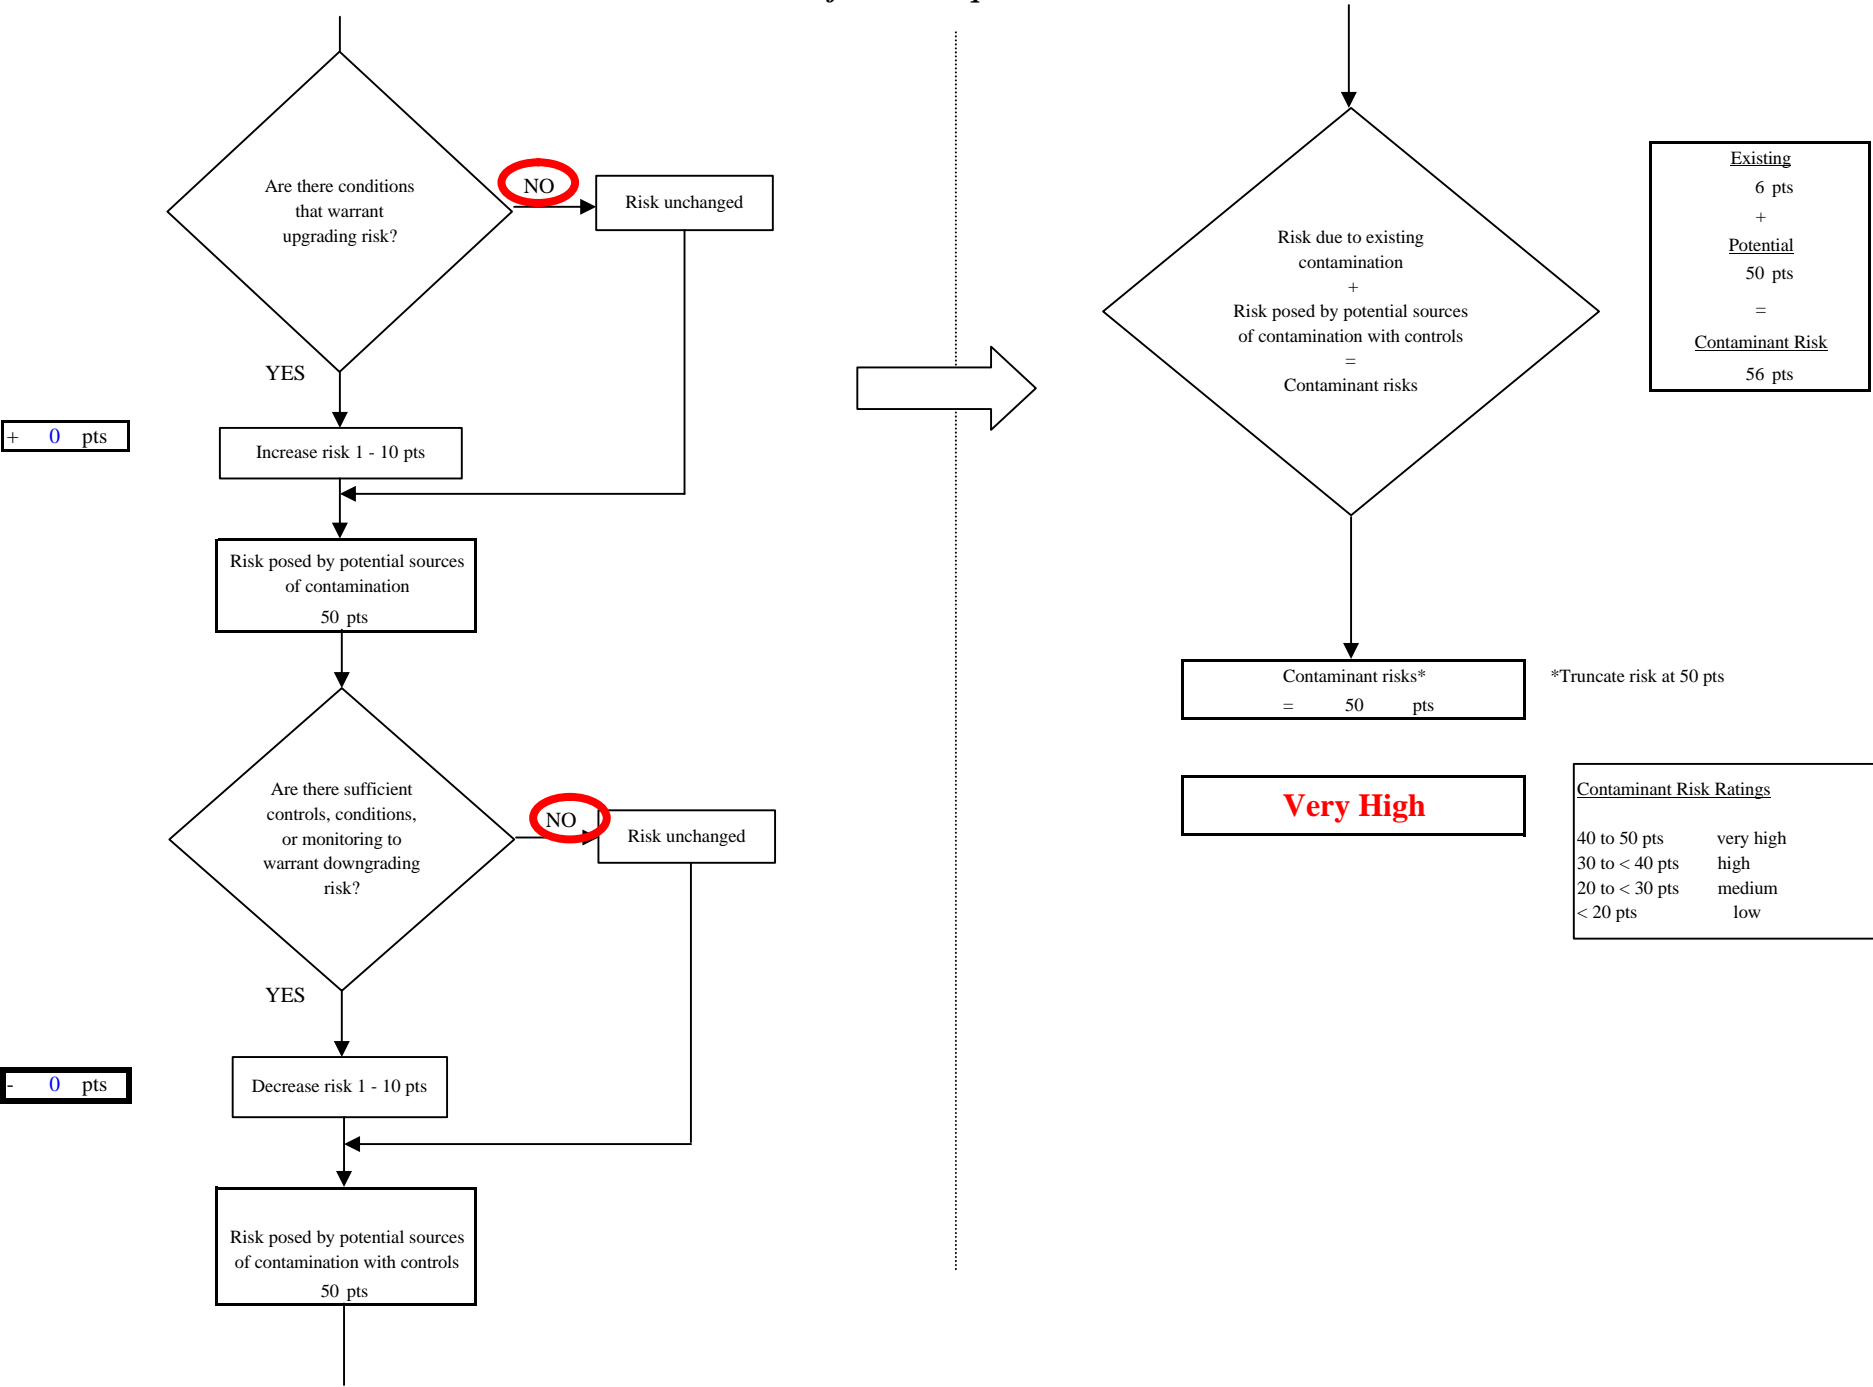 Are there conditions
that warrant
upgrading risk?
NO
Risk unchanged
YES
+ 0 pts
Increase risk 1 - 10 pts
Risk posed by potential sources
of contamination
50 pts
Are there sufficient
controls, conditions,
or monitoring to
warrant downgrading
risk?
NO
Risk unchanged
YES
- 0 pts
Decrease risk 1 - 10 pts
Risk posed by potential sources
of contamination with controls
50 pts
Risk due to existing
contamination
+
Risk posed by potential sources
of contamination with controls
=
Contaminant risks
Existing
6 pts
+
Potential
50 pts
=
Contaminant Risk
56 pts
Contaminant risks*
= 50 pts
*Truncate risk at 50 pts
Very High
Contaminant Risk Ratings
40 to 50 pts very high
30 to < 40 pts high
20 to < 30 pts medium
< 20 pts low